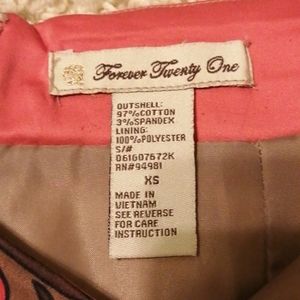 Forever Twenty One
OUTSHELL:
97%COTTON
3%SPANDEX
LINING:
100%POLYESTER
S/#
061607672K
RN#94981
XS
MADE IN
VIETNAM
SEE REVERSE
FOR CARE
INSTRUCTION